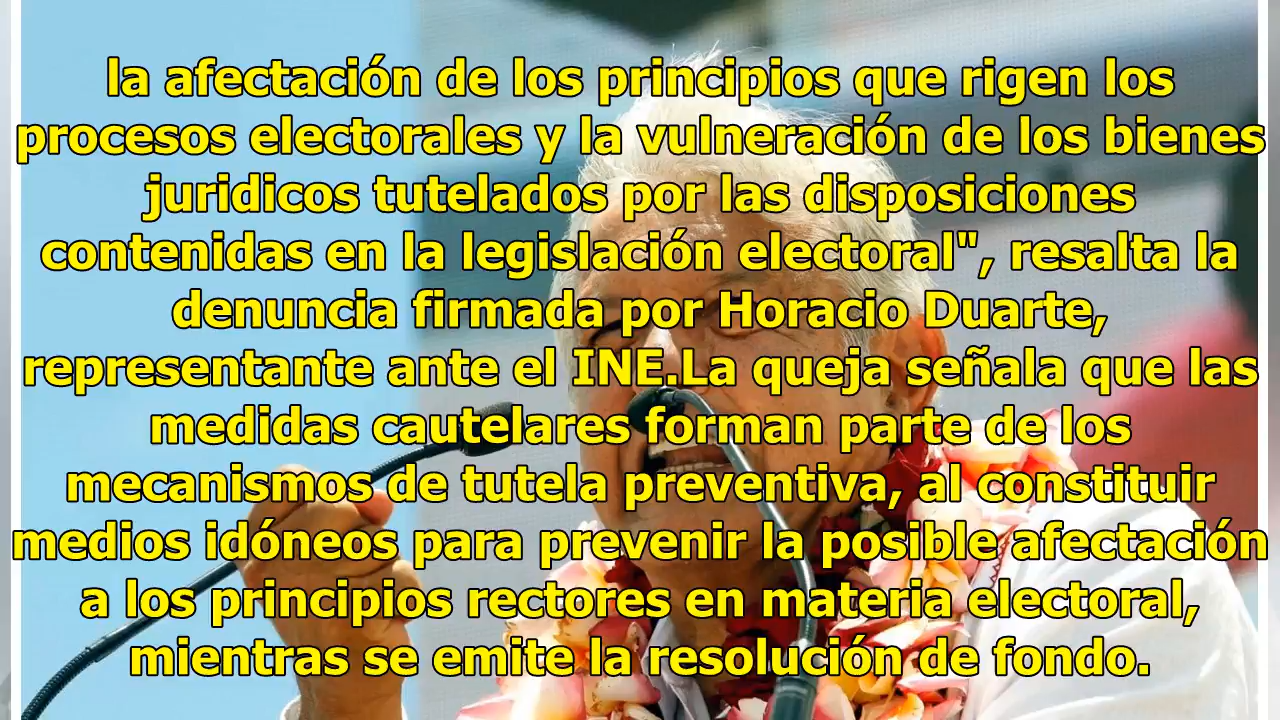 la afectación de los principios que rigen los
procesos electorales y la vulneración de los bienes
juridicos tutelados por las disposiciones
contenidas en la legislación electoral", resalta la
denuncia firmada por Horacio Duarte,
representante ante el INE.La queja señala que las
medidas cautelares forman parte de los
mecanismos de tutela preventiva, al constituir
medios idóneos para prevenir la posible afectación
a los principios rectores en materia electoral,
mientras se emite la resolución de fondo.